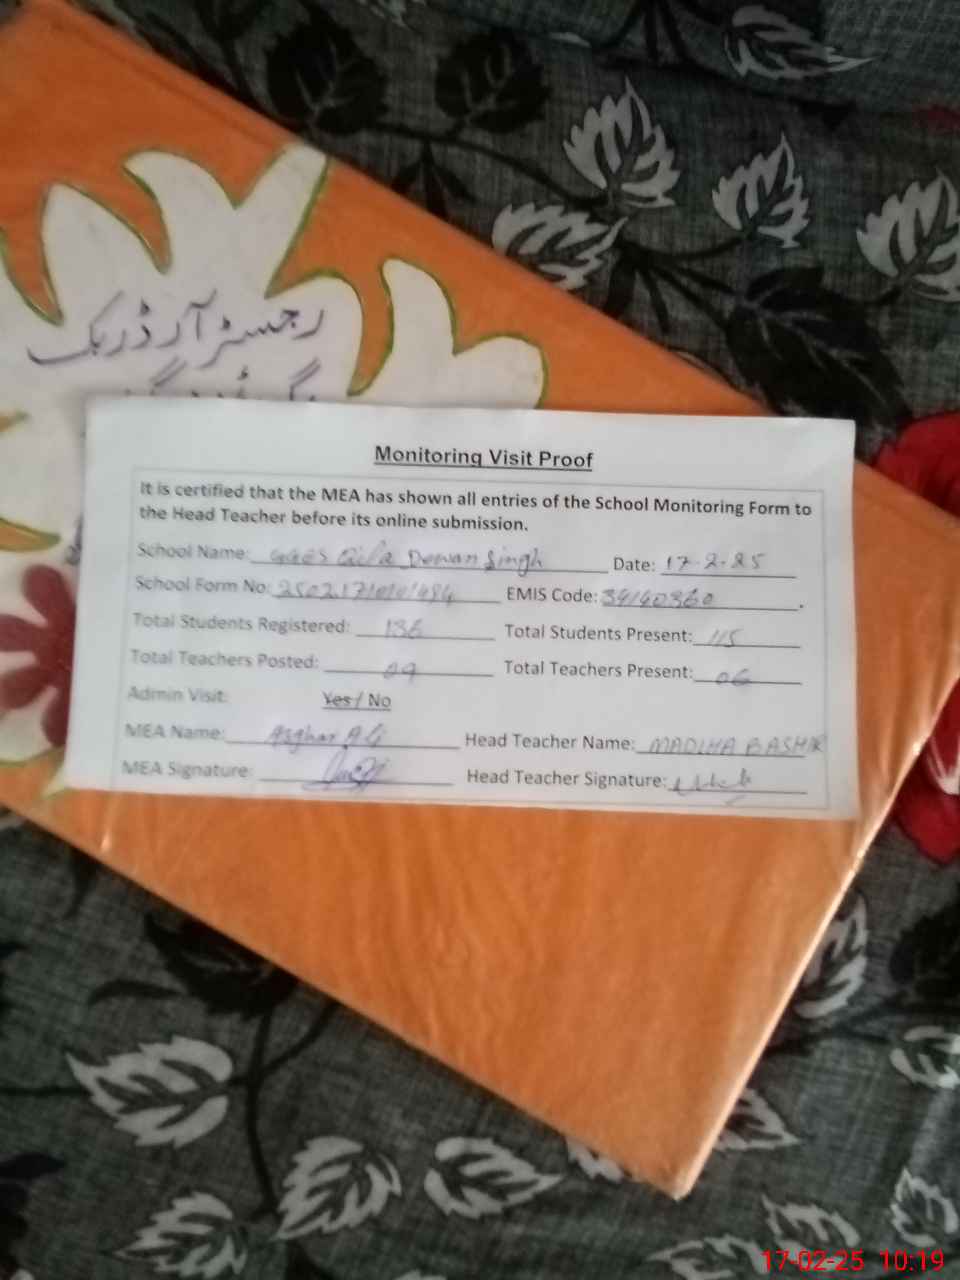 رجسٹر آرڈر بک
Monitoring Visit Proof
It is certified that the MEA has shown all entries of the School Monitoring Form to
the Head Teacher before its online submission.
School Name: Qila Dewan Singh Date: 17-2-25
School Form No: EMIS Code: 34140360.
Total Students Registered: 136 Total Students Present: 115
Total Teachers Posted: 09 Total Teachers Present: 06
Admin Visit: Yes / No
MEA Name: Asghar Ali Head Teacher Name: MADIHA BASHIR
MEA Signature: Head Teacher Signature:
17-02-25 10:19